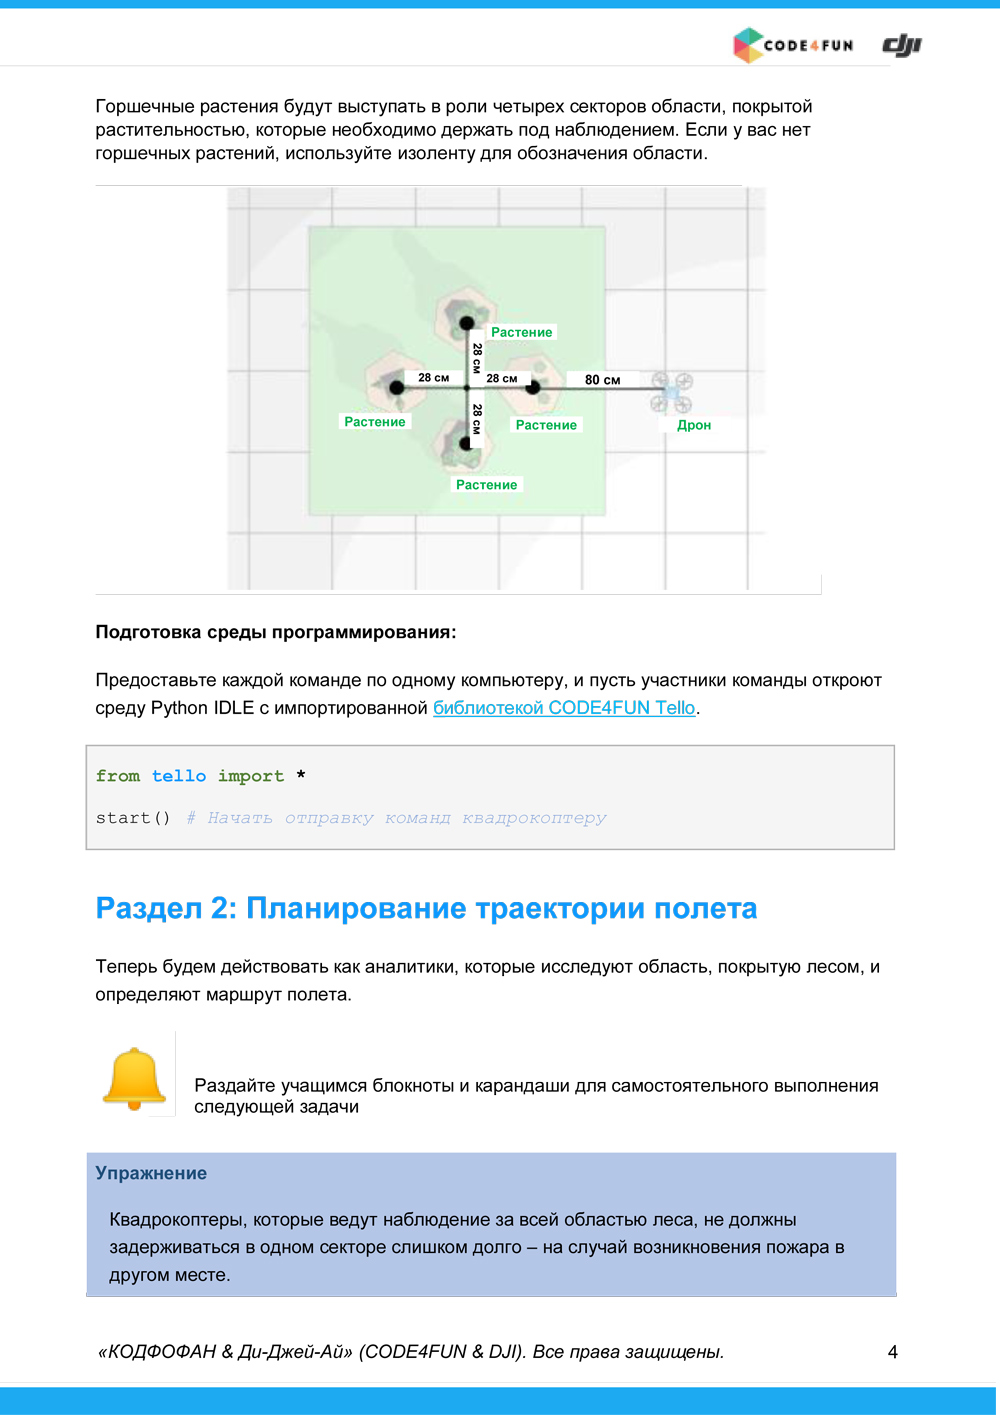 CODE4FUN dji
Горшечные растения будут выступать в роли четырех секторов области, покрытой
растительностью, которые необходимо держать под наблюдением. Если у вас нет
горшечных растений, используйте изоленту для обозначения области.
Растение
28 см
28 см
28 см
80 см
28 см
Растение
Растение
Дрон
Растение
Подготовка среды программирования:
Предоставьте каждой команде по одному компьютеру, и пусть участники команды откроют
среду Python IDLE с импортированной библиотекой CODE4FUN Tello.
from tello import *
start() # Начать отправку команд квадрокоптеру
Раздел 2: Планирование траектории полета
Теперь будем действовать как аналитики, которые исследуют область, покрытую лесом, и
определяют маршрут полета.
Раздайте учащимся блокноты и карандаши для самостоятельного выполнения
следующей задачи
Упражнение
Квадрокоптеры, которые ведут наблюдение за всей областью леса, не должны
задерживаться в одном секторе слишком долго – на случай возникновения пожара в
другом месте.
«КОДФОФАН & Ди-Джей-Ай» (CODE4FUN & DJI). Все права защищены. 4